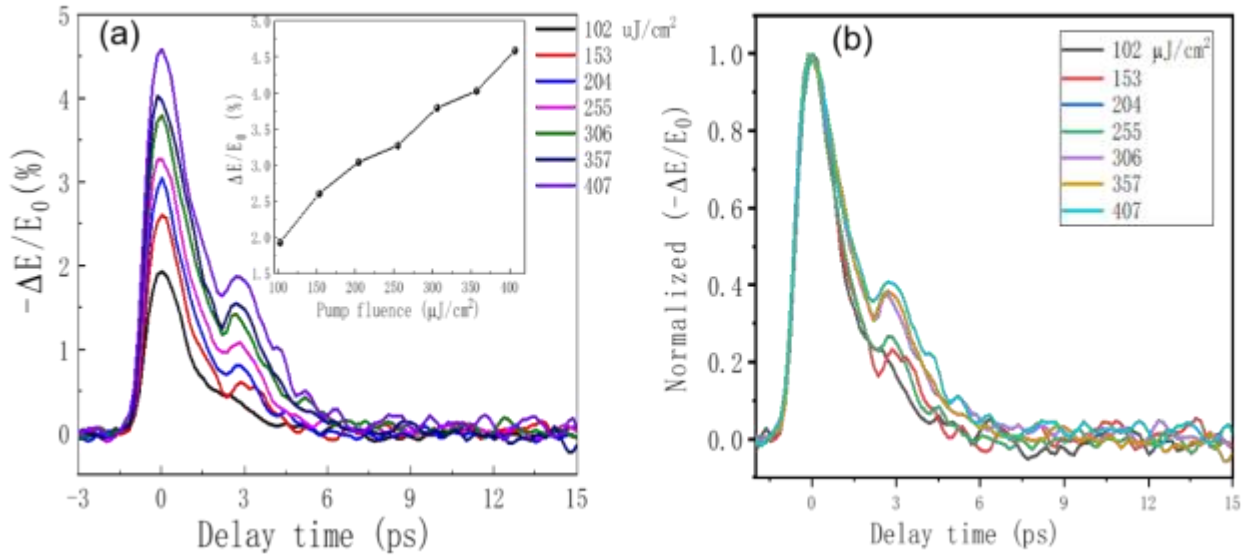 (a)
5
4
3
2
1
0
-ΔE/E₀(%)
-3 0 3 6 9 12 15
Delay time (ps)
5.0
4.5
4.0
3.5
3.0
2.5
2.0
1.5
ΔE/E₀ (%)
100 150 200 250 300 350 400
Pump fluence (μJ/cm²)
102 uJ/cm²
153
204
255
306
357
407
(b)
1.0
0.8
0.6
0.4
0.2
0.0
Normalized (-ΔE/E₀)
0 3 6 9 12 15
Delay time (ps)
102 μJ/cm²
153
204
255
306
357
407